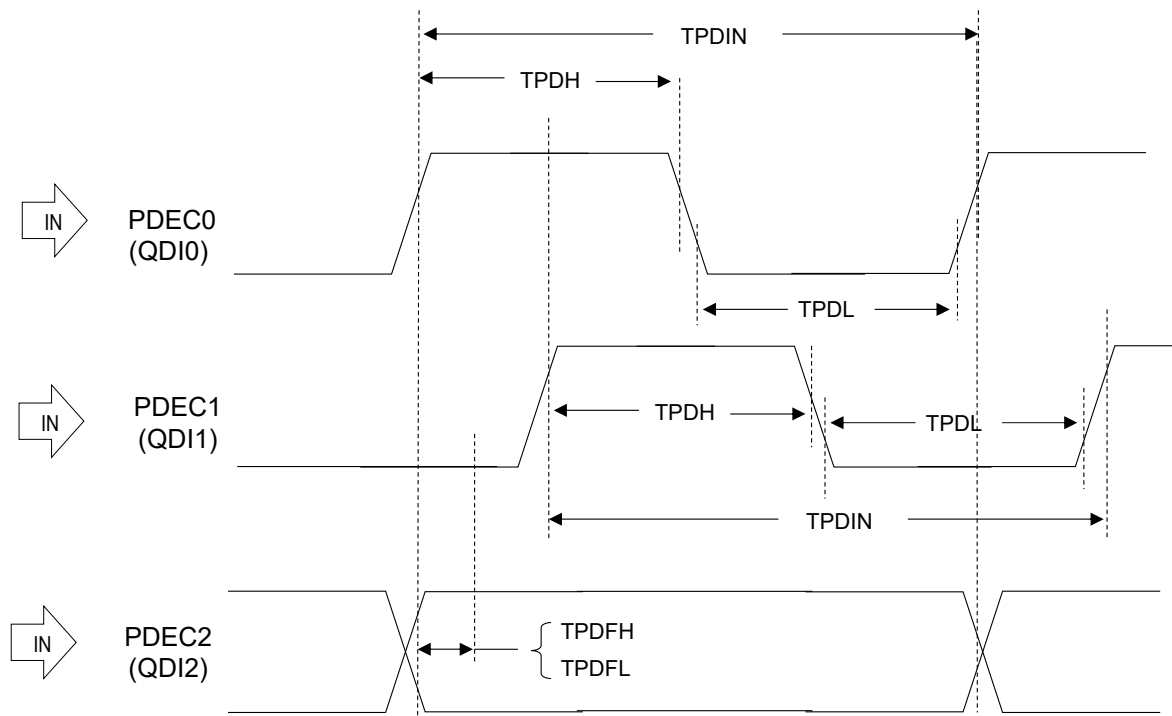 TPDIN
TPDH
IN
PDEC0
(QDI0)
TPDL
IN
PDEC1
(QDI1)
TPDH
TPDL
TPDIN
IN
PDEC2
(QDI2)
TPDFH
TPDFL